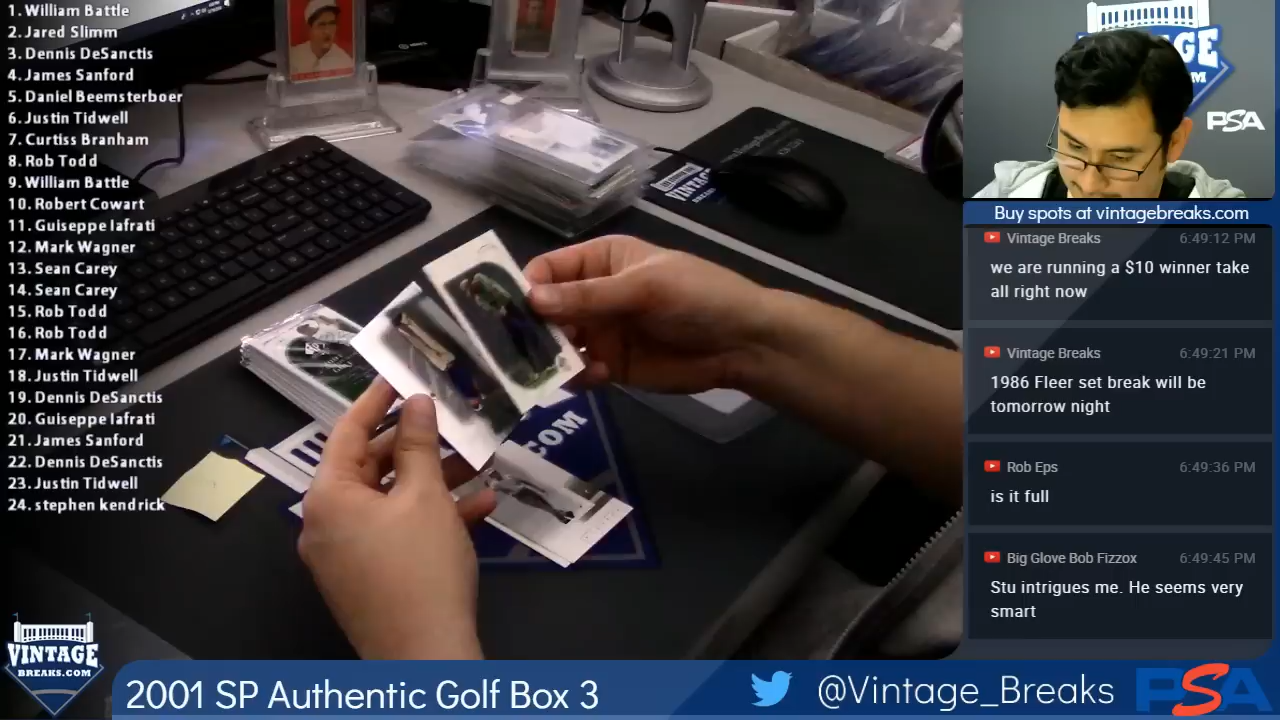 1. William Battle
2. Jared Slimm
3. Dennis DeSanctis
4. James Sanford
5. Daniel Beemsterboer
6. Justin Tidwell
7. Curtiss Branham
8. Rob Todd
9. William Battle
10. Robert Cowart
11. Guiseppe Iafrati
12. Mark Wagner
13. Sean Carey
14. Sean Carey
15. Rob Todd
16. Rob Todd
17. Mark Wagner
18. Justin Tidwell
19. Dennis DeSanctis
20. Guiseppe Iafrati
21. James Sanford
22. Dennis DeSanctis
23. Justin Tidwell
24. stephen kendrick
VINTAGE
.COM
PSA
Buy spots at vintagebreaks.com
Vintage Breaks 6:49:12 PM
we are running a $10 winner take
all right now
Vintage Breaks 6:49:21 PM
1986 Fleer set break will be
tomorrow night
Rob Eps 6:49:36 PM
is it full
Big Glove Bob Fizzox 6:49:45 PM
Stu intrigues me. He seems very
smart
VINTAGE
.COM
VINTAGE
BREAKS.COM
2001 SP Authentic Golf Box 3
@Vintage_Breaks
PSA